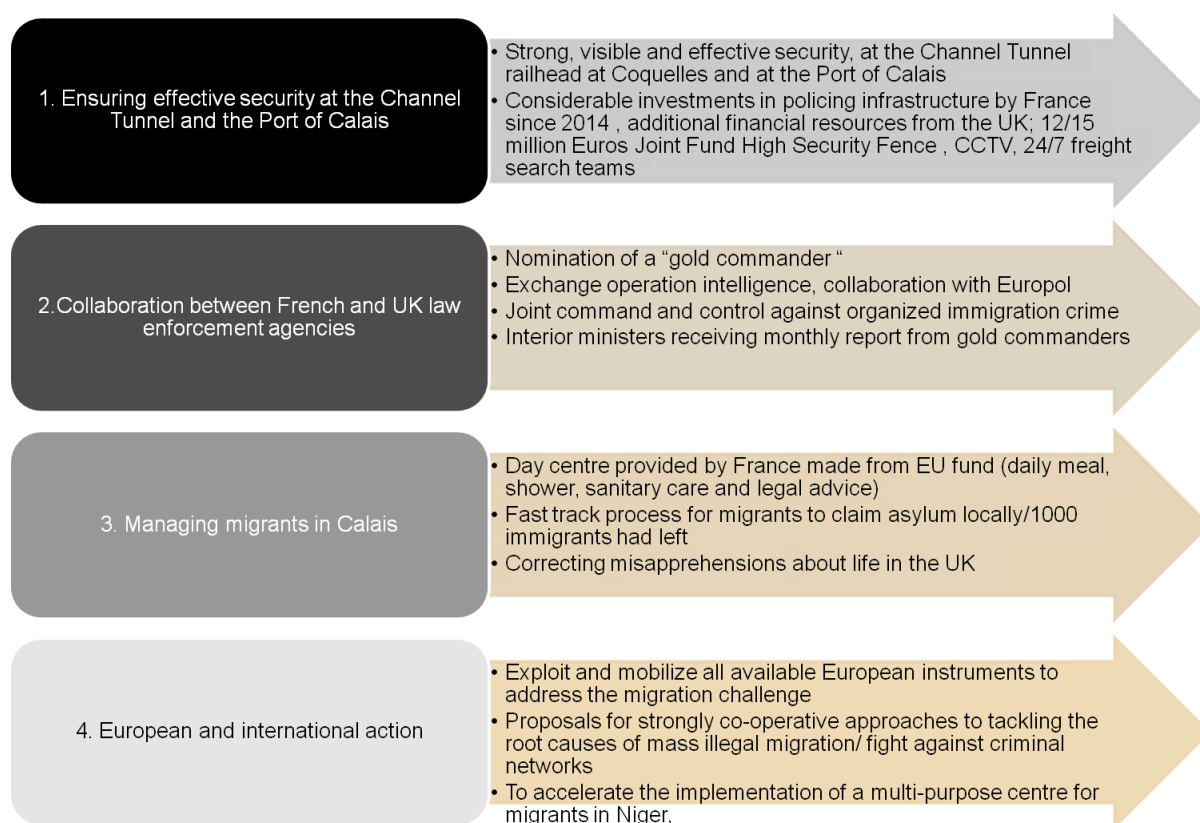 1. Ensuring effective security at the Channel
Tunnel and the Port of Calais
• Strong, visible and effective security, at the Channel Tunnel
railhead at Coquelles and at the Port of Calais
• Considerable investments in policing infrastructure by France
since 2014 , additional financial resources from the UK; 12/15
million Euros Joint Fund High Security Fence , CCTV, 24/7 freight
search teams
2.Collaboration between French and UK law
enforcement agencies
• Nomination of a “gold commander “
• Exchange operation intelligence, collaboration with Europol
• Joint command and control against organized immigration crime
• Interior ministers receiving monthly report from gold commanders
3. Managing migrants in Calais
• Day centre provided by France made from EU fund (daily meal,
shower, sanitary care and legal advice)
• Fast track process for migrants to claim asylum locally/1000
immigrants had left
• Correcting misapprehensions about life in the UK
4. European and international action
• Exploit and mobilize all available European instruments to
address the migration challenge
• Proposals for strongly co-operative approaches to tackling the
root causes of mass illegal migration/ fight against criminal
networks
• To accelerate the implementation of a multi-purpose centre for
migrants in Niger,